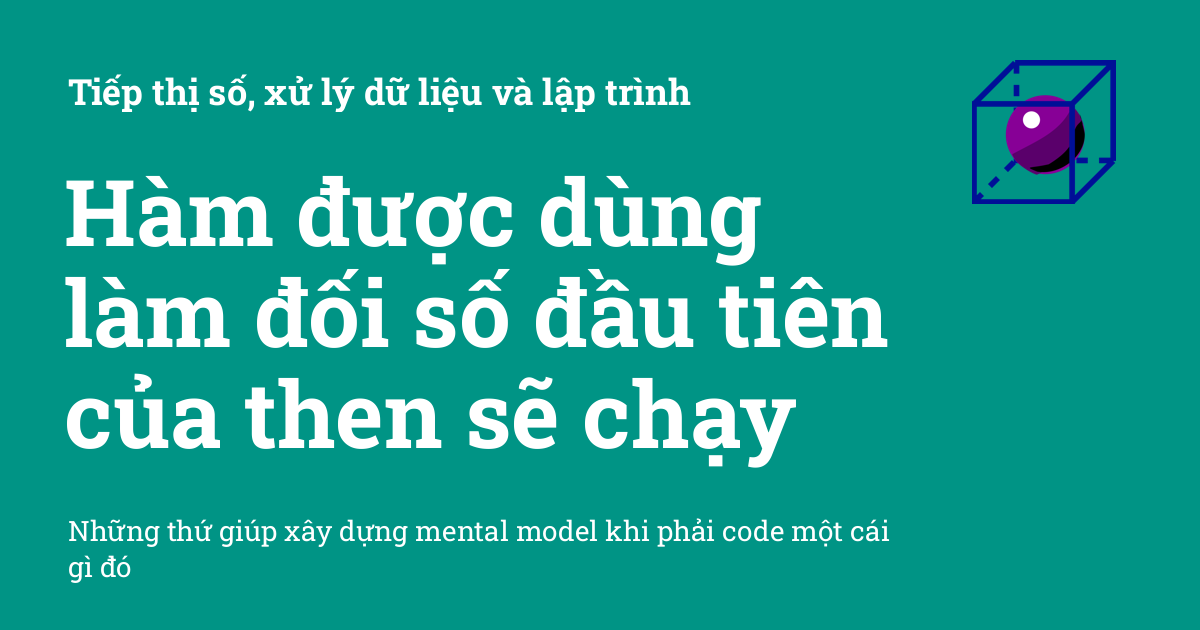 Tiếp thị số, xử lý dữ liệu và lập trình
Hàm được dùng
làm đối số đầu tiên
của then sẽ chạy
Những thứ giúp xây dựng mental model khi phải code một cái
gì đó